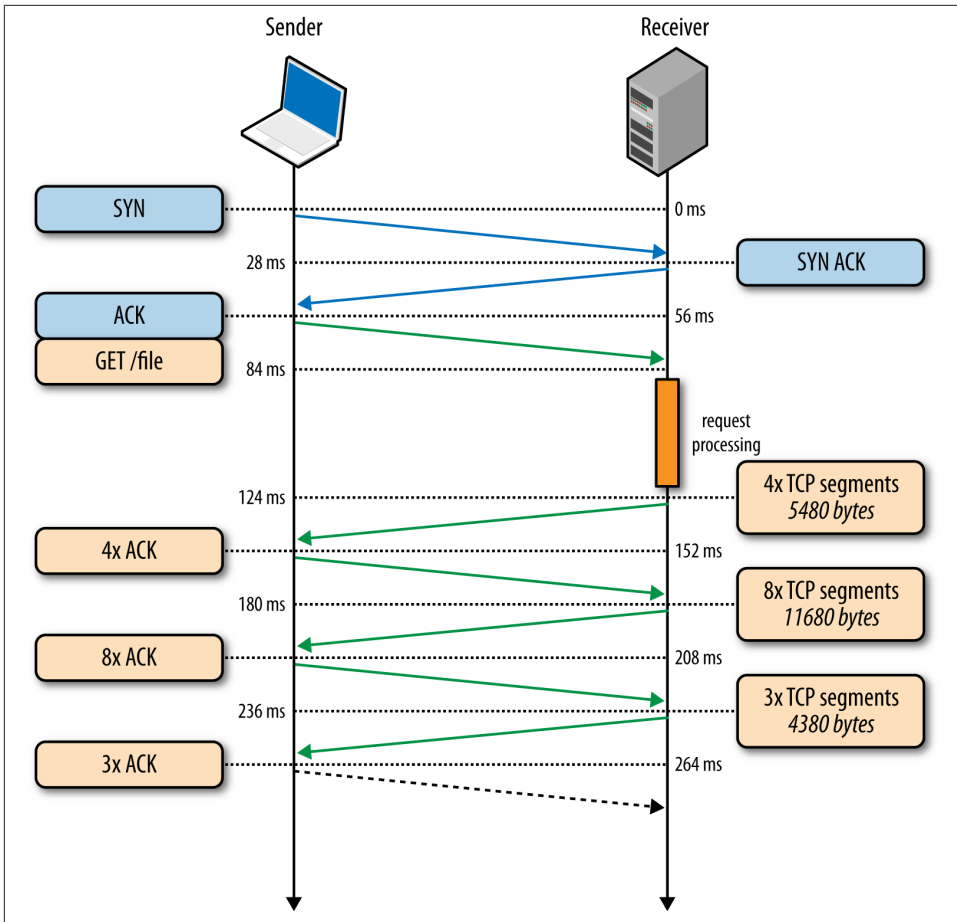 Sender
Receiver
SYN
0 ms
28 ms
SYN ACK
ACK
56 ms
GET /file
84 ms
request
processing
124 ms
4x TCP segments
5480 bytes
4x ACK
152 ms
180 ms
8x TCP segments
11680 bytes
8x ACK
208 ms
236 ms
3x TCP segments
4380 bytes
3x ACK
264 ms